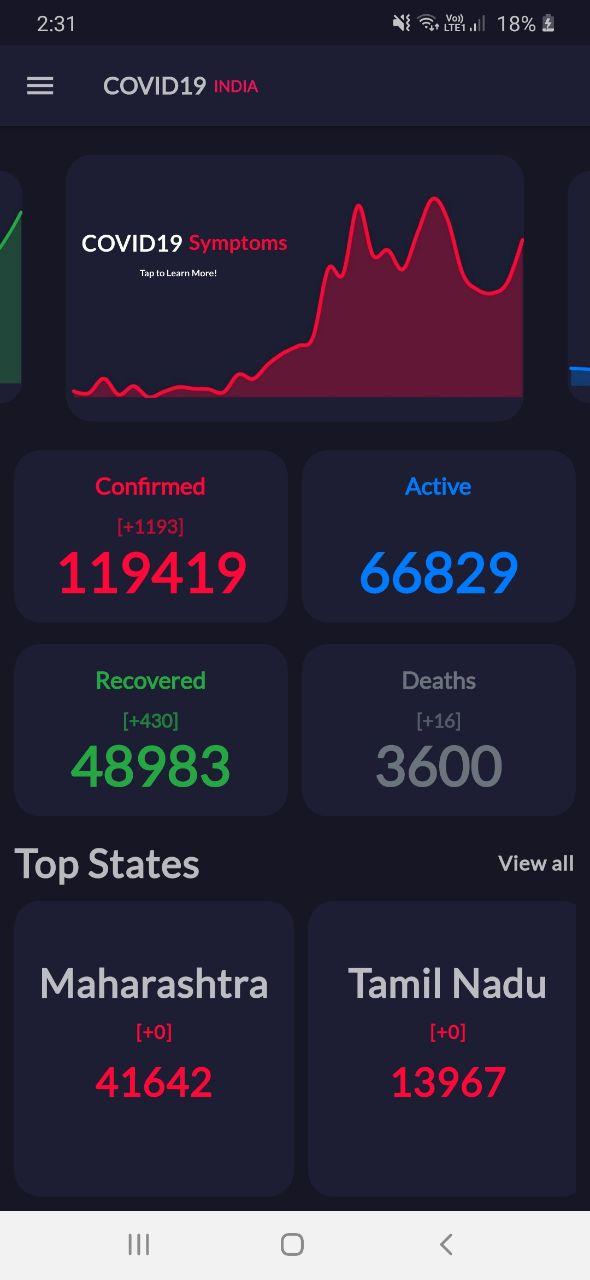 2:31
Vo)) LTE1 18%
COVID19 INDIA
COVID19 Symptoms
Tap to Learn More!
Confirmed
[+1193]
119419
Active
66829
Recovered
[+430]
48983
Deaths
[+16]
3600
Top States
View all
Maharashtra
[+0]
41642
Tamil Nadu
[+0]
13967